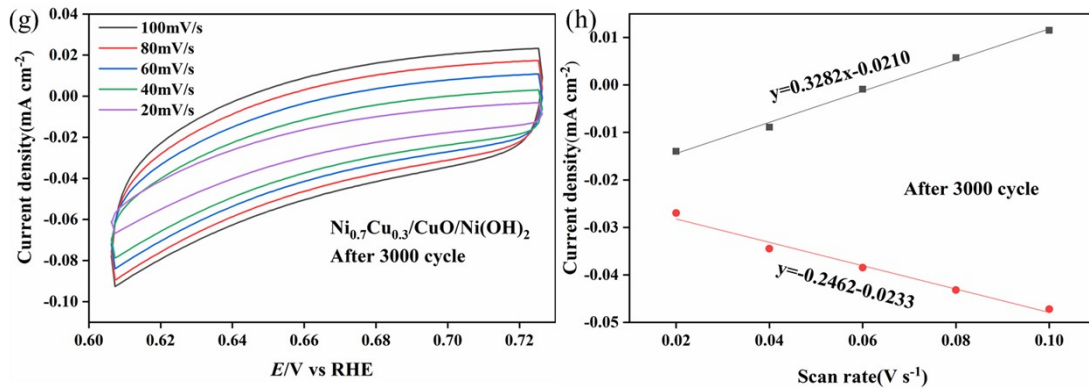 (g)
100mV/s
80mV/s
60mV/s
40mV/s
20mV/s
0.04
0.02
0.00
-0.02
-0.04
-0.06
-0.08
-0.10
Current density(mA cm⁻²)
Ni₀.₇Cu₀.₃/CuO/Ni(OH)₂
After 3000 cycle
0.60
0.62
0.64
0.66
0.68
0.70
0.72
E/V vs RHE
(h)
0.01
0.00
-0.01
-0.02
-0.03
-0.04
-0.05
Current density(mA cm⁻²)
y=0.3282x-0.0210
After 3000 cycle
y=-0.2462-0.0233
0.02
0.04
0.06
0.08
0.10
Scan rate(V s⁻¹)